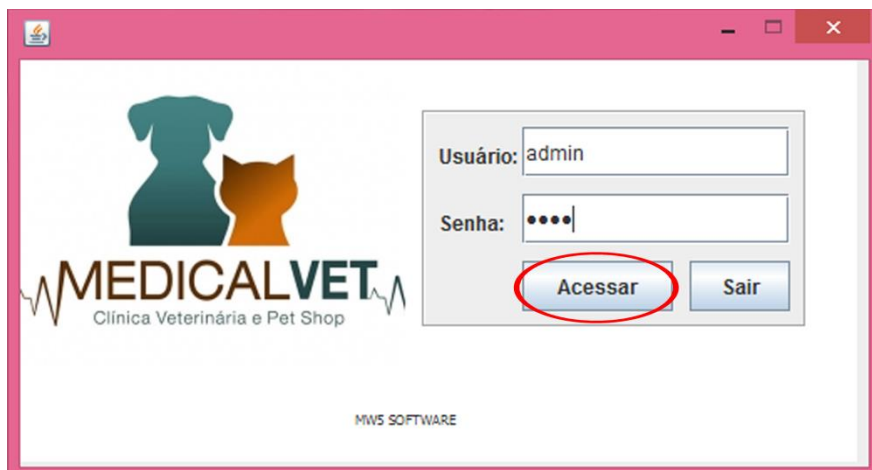 Usuário: admin
Senha: ••••
Acessar Sair
MEDICALVET
Clínica Veterinária e Pet Shop
MW5 SOFTWARE